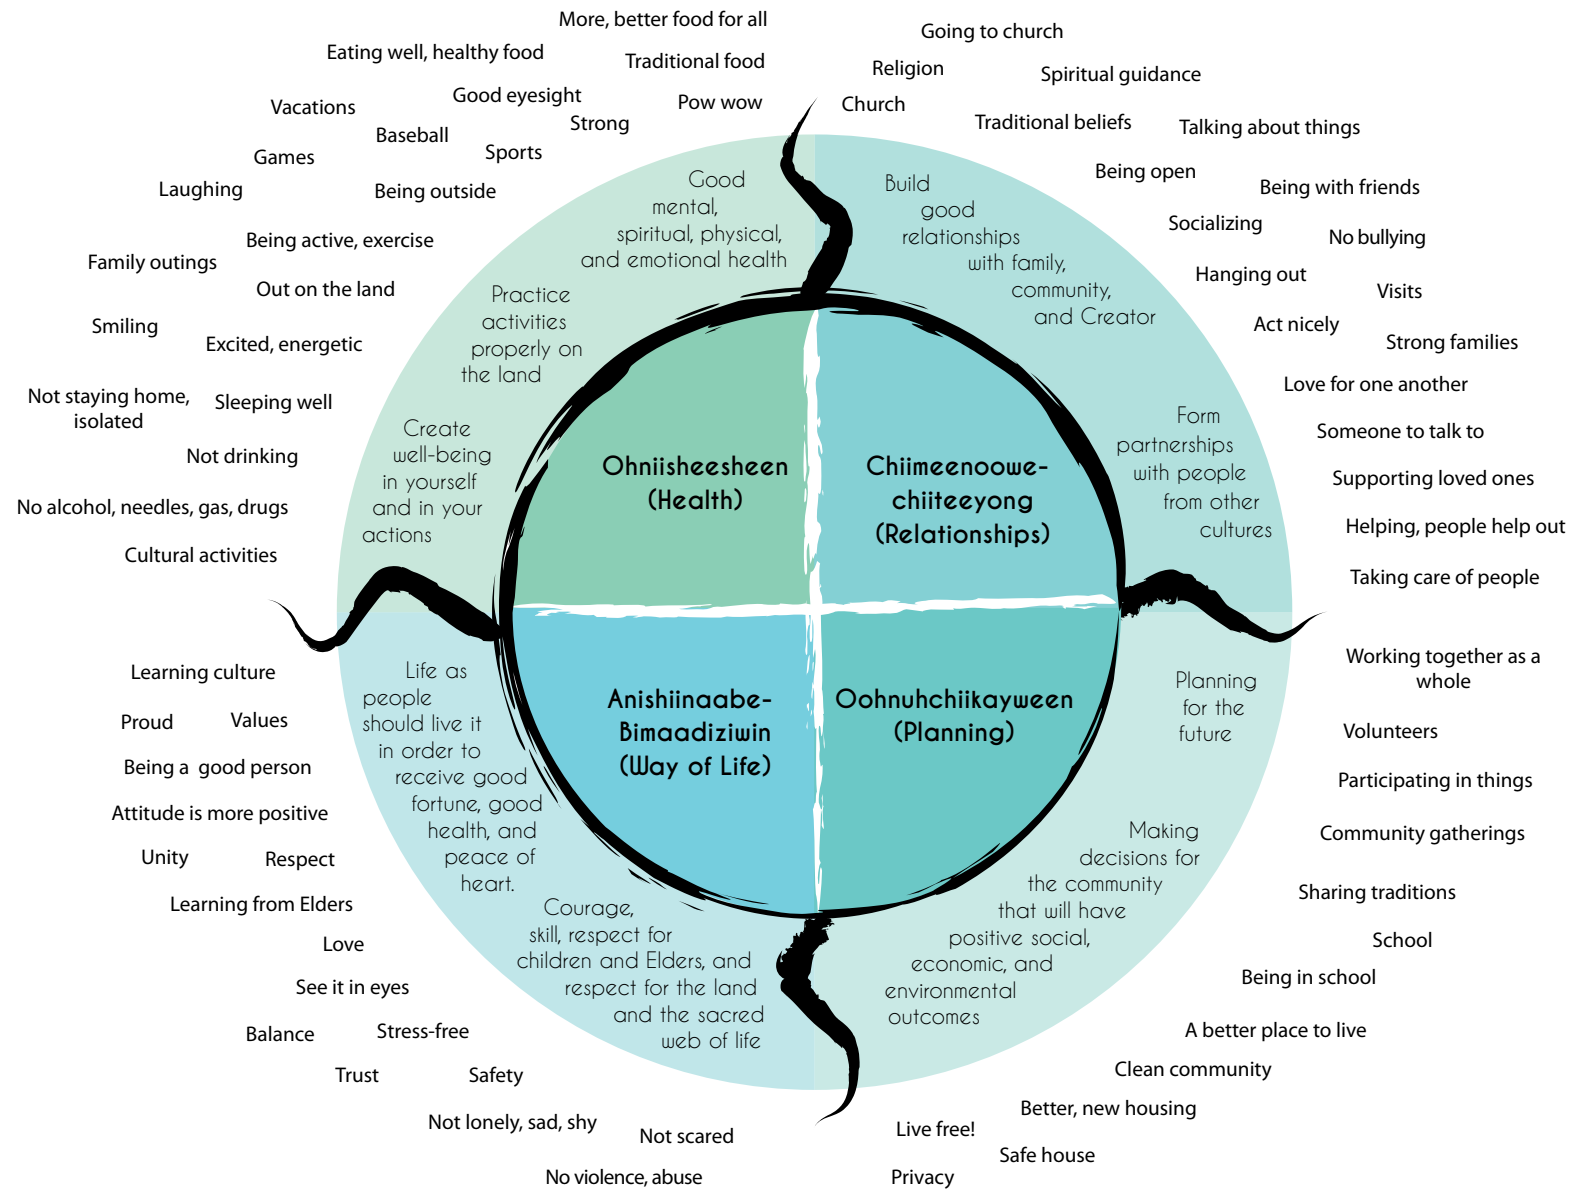 More, better food for all
Eating well, healthy food
Traditional food
Good eyesight
Pow wow
Vacations
Strong
Baseball
Sports
Games
Laughing
Being outside
Being active, exercise
Family outings
Out on the land
Smiling
Excited, energetic
Not staying home,
isolated
Sleeping well
Not drinking
No alcohol, needles, gas, drugs
Cultural activities
Going to church
Religion
Spiritual guidance
Church
Traditional beliefs
Talking about things
Being open
Being with friends
Socializing
No bullying
Hanging out
Visits
Act nicely
Strong families
Love for one another
Someone to talk to
Supporting loved ones
Helping, people help out
Taking care of people
Good
mental,
spiritual, physical,
and emotional health
Practice
activities
properly on
the land
Create
well-being
in yourself
and in your
actions
Build
good
relationships
with family,
community,
and Creator
Form
partnerships
with people
from other
cultures
Ohniisheesheen
(Health)
Chiimeenoowe-
chiiteeyong
(Relationships)
Anishiinaabe-
Bimaadiziwin
(Way of Life)
Oohnuhchiikayween
(Planning)
Life as
people
should live it
in order to
receive good
fortune, good
health, and
peace of
heart.
Courage,
skill, respect for
children and Elders, and
respect for the land
and the sacred
web of life
Planning
for the
future
Making
decisions for
the community
that will have
positive social,
economic, and
environmental
outcomes
Learning culture
Proud
Values
Being a  good person
Attitude is more positive
Unity
Respect
Learning from Elders
Love
See it in eyes
Balance
Stress-free
Trust
Safety
Not lonely, sad, shy
Not scared
No violence, abuse
Working together as a
whole
Volunteers
Participating in things
Community gatherings
Sharing traditions
School
Being in school
A better place to live
Clean community
Better, new housing
Live free!
Safe house
Privacy